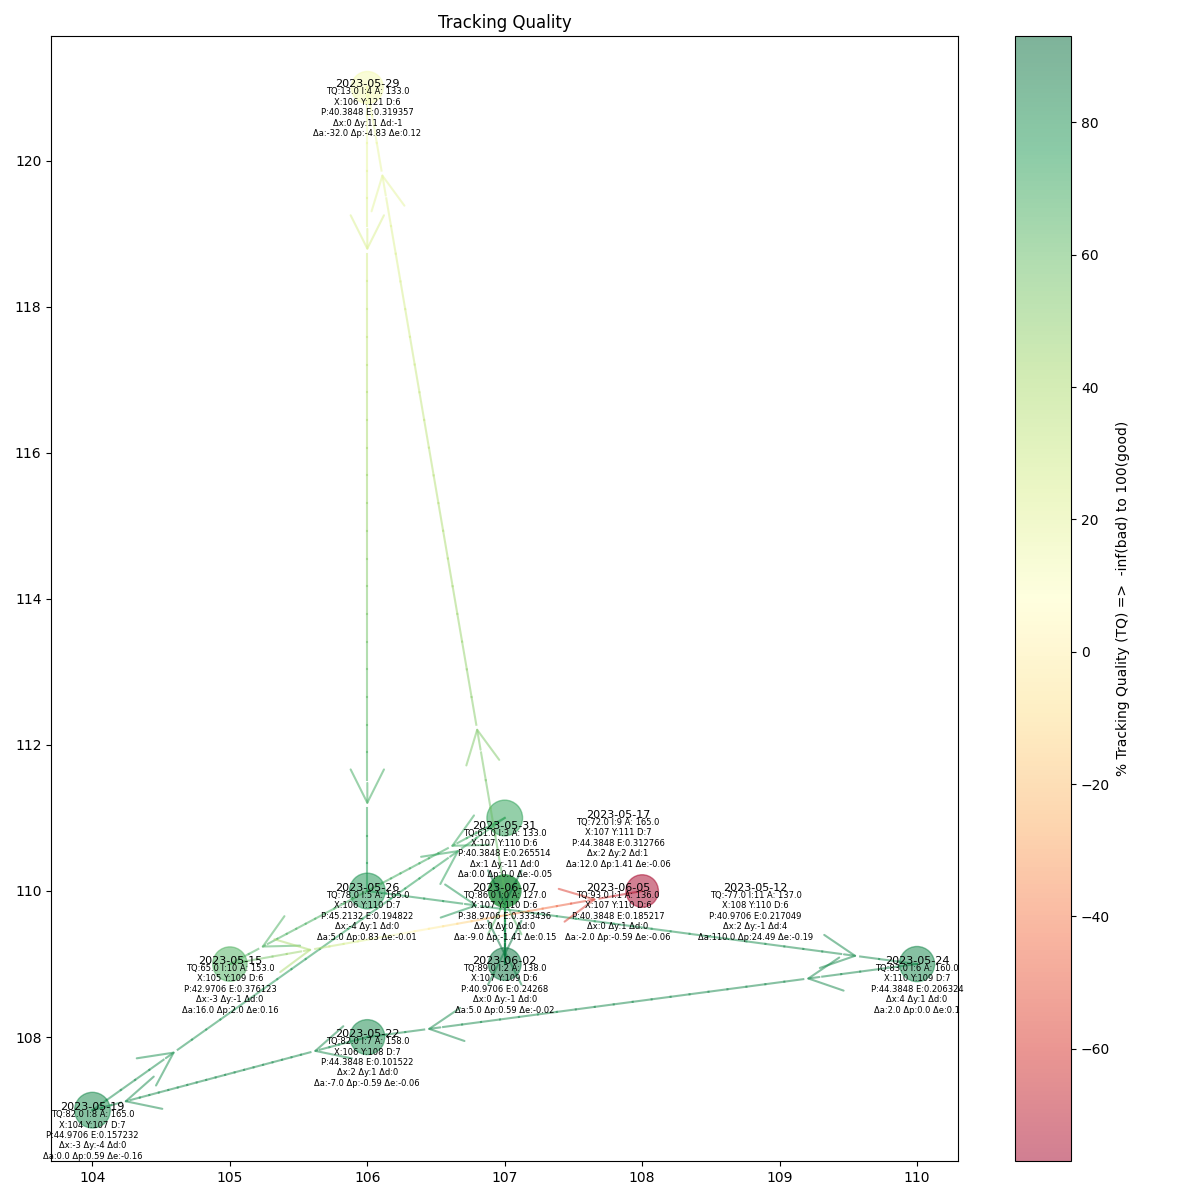 Tracking Quality
2023-05-29
TQ:13.0 I:4 A: 133.0
X:106 Y:121 D:6
P:40.3848 E:0.319357
Δx:0 Δy:11 Δd:-1
Δa:-32.0 Δp:-4.83 Δe:0.12
2023-05-31
TQ:61.0 I:3 A: 133.0
X:107 Y:110 D:6
P:40.3848 E:0.265514
Δx:1 Δy:-11 Δd:0
Δa:0.0 Δp:0.0 Δe:-0.05
2023-05-17
TQ:72.0 I:9 A: 165.0
X:107 Y:111 D:7
P:44.3848 E:0.312766
Δx:2 Δy:2 Δd:1
Δa:12.0 Δp:1.41 Δe:-0.06
2023-05-26
TQ:78.0 I:5 A: 165.0
X:106 Y:110 D:7
P:45.2132 E:0.194822
Δx:-4 Δy:1 Δd:0
Δa:5.0 Δp:0.83 Δe:-0.01
2023-06-07
TQ:86.0 I:0 A: 127.0
X:107 Y:110 D:6
P:38.9706 E:0.333436
Δx:0 Δy:0 Δd:0
Δa:-9.0 Δp:-1.41 Δe:0.15
2023-06-05
TQ:93.0 I:1 A: 136.0
X:107 Y:110 D:6
P:40.3848 E:0.185217
Δx:0 Δy:1 Δd:0
Δa:-2.0 Δp:-0.59 Δe:-0.06
2023-05-12
TQ:-77.0 I:11 A: 137.0
X:108 Y:110 D:6
P:40.9706 E:0.217049
Δx:2 Δy:-1 Δd:4
Δa:110.0 Δp:24.49 Δe:-0.19
2023-05-15
TQ:65.0 I:10 A: 153.0
X:105 Y:109 D:6
P:42.9706 E:0.376123
Δx:-3 Δy:-1 Δd:0
Δa:16.0 Δp:2.0 Δe:0.16
2023-06-02
TQ:89.0 I:2 A: 138.0
X:107 Y:109 D:6
P:40.9706 E:0.24268
Δx:0 Δy:-1 Δd:0
Δa:5.0 Δp:0.59 Δe:-0.02
2023-05-24
TQ:83.0 I:6 A: 160.0
X:110 Y:109 D:7
P:44.3848 E:0.206324
Δx:4 Δy:1 Δd:0
Δa:2.0 Δp:0.0 Δe:0.1
2023-05-22
TQ:82.0 I:7 A: 158.0
X:106 Y:108 D:7
P:44.3848 E:0.101522
Δx:2 Δy:1 Δd:0
Δa:-7.0 Δp:-0.59 Δe:-0.06
2023-05-19
TQ:82.0 I:8 A: 165.0
X:104 Y:107 D:7
P:44.9706 E:0.157232
Δx:-3 Δy:-4 Δd:0
Δa:0.0 Δp:0.59 Δe:-0.16
120
118
116
114
112
110
108
104
105
106
107
108
109
110
80
60
40
20
0
−20
−40
−60
% Tracking Quality (TQ) => -inf(bad) to 100(good)